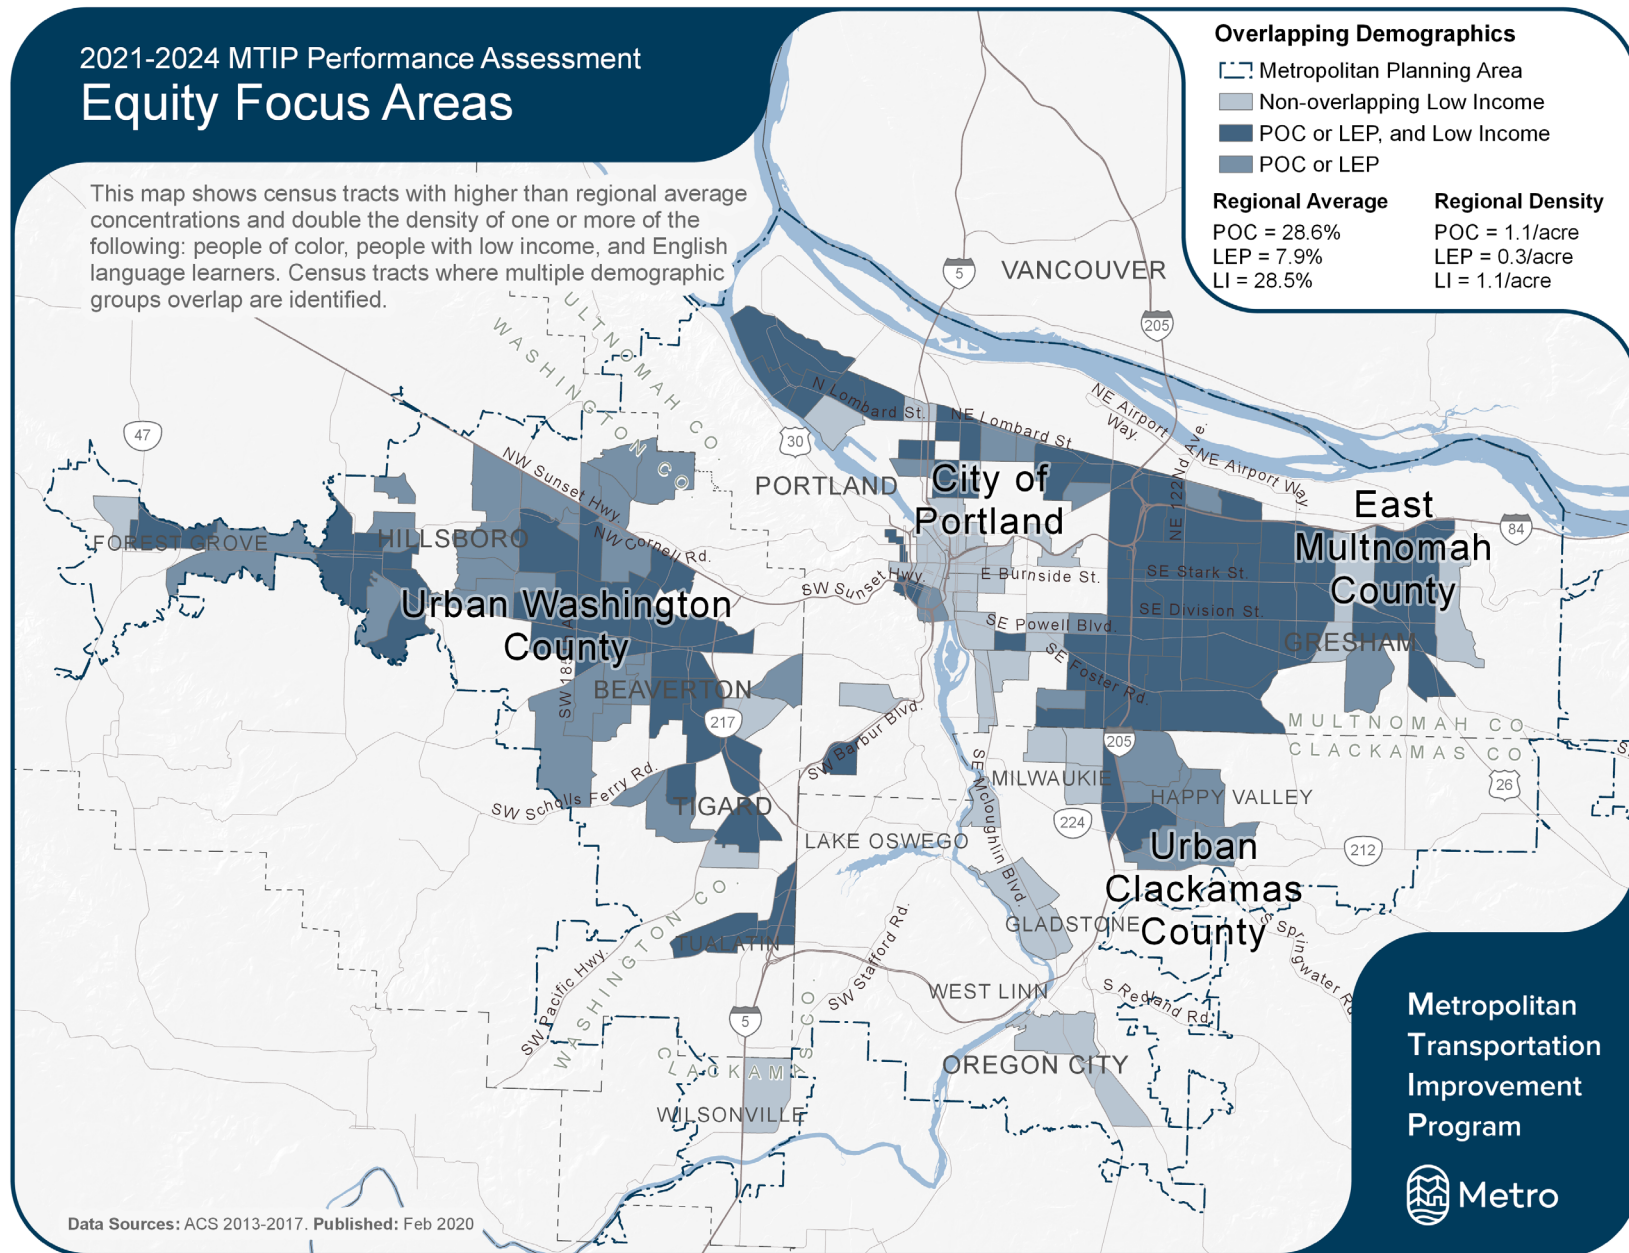 2021-2024 MTIP Performance Assessment
Equity Focus Areas
This map shows census tracts with higher than regional average
concentrations and double the density of one or more of the
following: people of color, people with low income, and English
language learners. Census tracts where multiple demographic
groups overlap are identified.
Overlapping Demographics
Metropolitan Planning Area
Non-overlapping Low Income
POC or LEP, and Low Income
POC or LEP
Regional Average
POC = 28.6%
LEP = 7.9%
LI = 28.5%
Regional Density
POC = 1.1/acre
LEP = 0.3/acre
LI = 1.1/acre
5
VANCOUVER
205
ULTNOMAH CO.
WASHINGTON CO.
47
30
N Lombard St.
NE Lombard St.
NE Airport
Way.
NE Airport Way.
NE 122Nd Ave.
NW Sunset Hwy.
NW Cornell Rd.
PORTLAND
City of
Portland
East
Multnomah
County
84
FOREST GROVE
HILLSBORO
SW Sunset Hwy.
E Burnside St.
SE Stark St.
SE Division St.
SE Powell Blvd.
SE Foster Rd.
Urban Washington
County
GRESHAM
BEAVERTON
SW 185
217
SW Barbur Blvd.
MULTNOMAH CO.
CLACKAMAS CO.
205
26
SW Scholls Ferry Rd.
TIGARD
SE Mcloughlin Blvd.
MILWAUKIE
HAPPY VALLEY
224
212
LAKE OSWEGO
Urban
Clackamas
County
GLADSTONE
WASHINGTON CO.
TUALATIN
SW Pacific Hwy.
SW Stafford Rd.
WEST LINN
S Redland Rd.
S Springwater Rd
5
CLACKAMAS CO.
OREGON CITY
WILSONVILLE
Metropolitan
Transportation
Improvement
Program
Metro
Data Sources: ACS 2013-2017. Published: Feb 2020